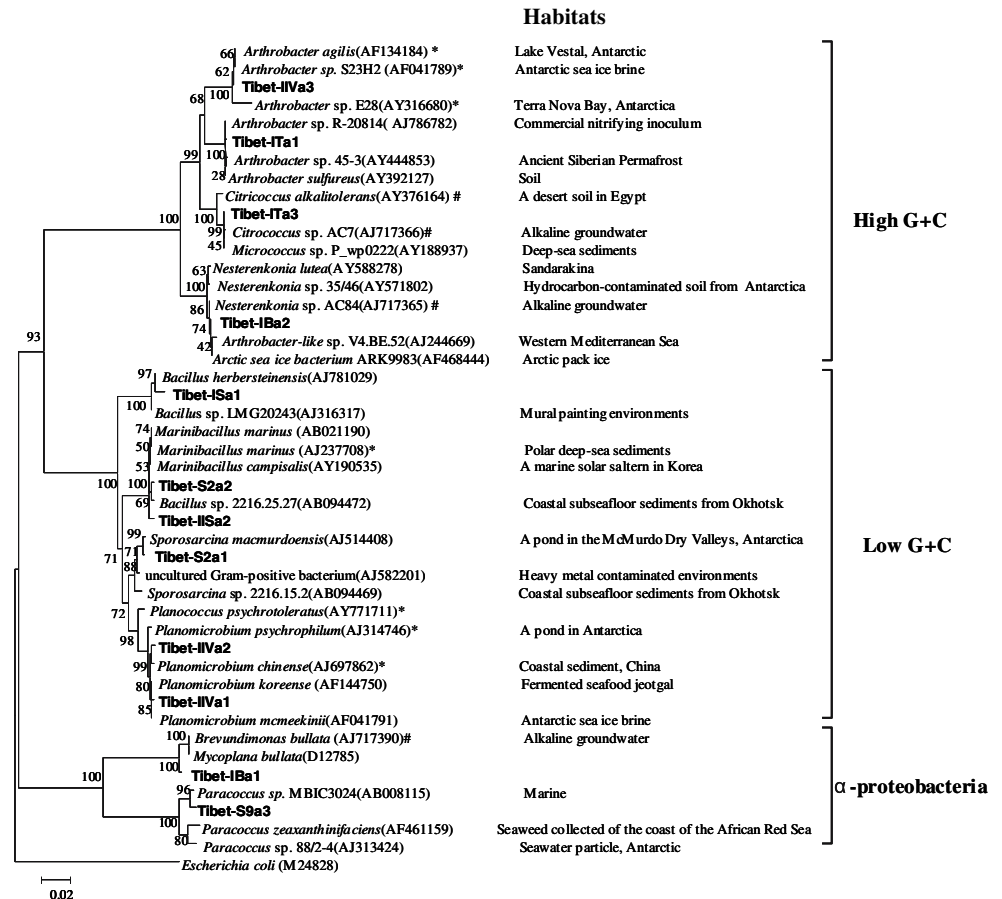 Habitats
66 Arthrobacter agilis(AF134184) * Lake Vestal, Antarctic
62 Arthrobacter sp. S23H2 (AF041789)* Antarctic sea ice brine
100 Tibet-IIVa3
68 Arthrobacter sp. E28(AY316680)* Terra Nova Bay, Antarctica
Arthrobacter sp. R-20814( AJ786782) Commercial nitrifying inoculum
Tibet-ITa1
99 100 Arthrobacter sp. 45-3(AY444853) Ancient Siberian Permafrost
28 Arthrobacter sulfureus(AY392127) Soil
Citricoccus alkalitolerans(AY376164) # A desert soil in Egypt
100 100 Tibet-ITa3
High G+C
99 Citrococcus sp. AC7(AJ717366)# Alkaline groundwater
45 Micrococcus sp. P_wp0222(AY188937) Deep-sea sediments
63 Nesterenkonia lutea(AY588278) Sandarakina
100 Nesterenkonia sp. 35/46(AY571802) Hydrocarbon-contaminated soil from Antarctica
86 Nesterenkonia sp. AC84(AJ717365) # Alkaline groundwater
74 Tibet-IBa2
93 42 Arthrobacter-like sp. V4.BE.52(AJ244669) Western Mediterranean Sea
Arctic sea ice bacterium ARK9983(AF468444) Arctic pack ice
97 Bacillus herbersteinensis(AJ781029)
Tibet-ISa1
100 Bacillus sp. LMG20243(AJ316317) Mural painting environments
74 Marinibacillus marinus (AB021190)
50 Marinibacillus marinus (AJ237708)* Polar deep-sea sediments
53 Marinibacillus campisalis(AY190535) A marine solar saltern in Korea
100 100 Tibet-S2a2
69 Bacillus sp. 2216.25.27(AB094472) Coastal subseafloor sediments from Okhotsk
Tibet-IISa2
99 Sporosarcina macmurdoensis(AJ514408) A pond in the McMurdo Dry Valleys, Antarctica
Low G+C
71 71 Tibet-S2a1
88 uncultured Gram-positive bacterium(AJ582201) Heavy metal contaminated environments
Sporosarcina sp. 2216.15.2(AB094469) Coastal subseafloor sediments from Okhotsk
72 Planococcus psychrotoleratus(AY771711)*
98 Planomicrobium psychrophilum(AJ314746)* A pond in Antarctica
Tibet-IIVa2
99 Planomicrobium chinense(AJ697862)* Coastal sediment, China
80 Planomicrobium koreense (AF144750) Fermented seafood jeotgal
85 Tibet-IIVa1
Planomicrobium mcmeekinii(AF041791) Antarctic sea ice brine
100 Brevundimonas bullata (AJ717390)# Alkaline groundwater
Mycoplana bullata(D12785)
100 100 Tibet-IBa1
α-proteobacteria
96 Paracoccus sp. MBIC3024(AB008115) Marine
Tibet-S9a3
100 Paracoccus zeaxanthinifaciens(AF461159) Seaweed collected of the coast of the African Red Sea
80 Paracoccus sp. 88/2-4(AJ313424) Seawater particle, Antarctic
Escherichia coli (M24828)
0.02